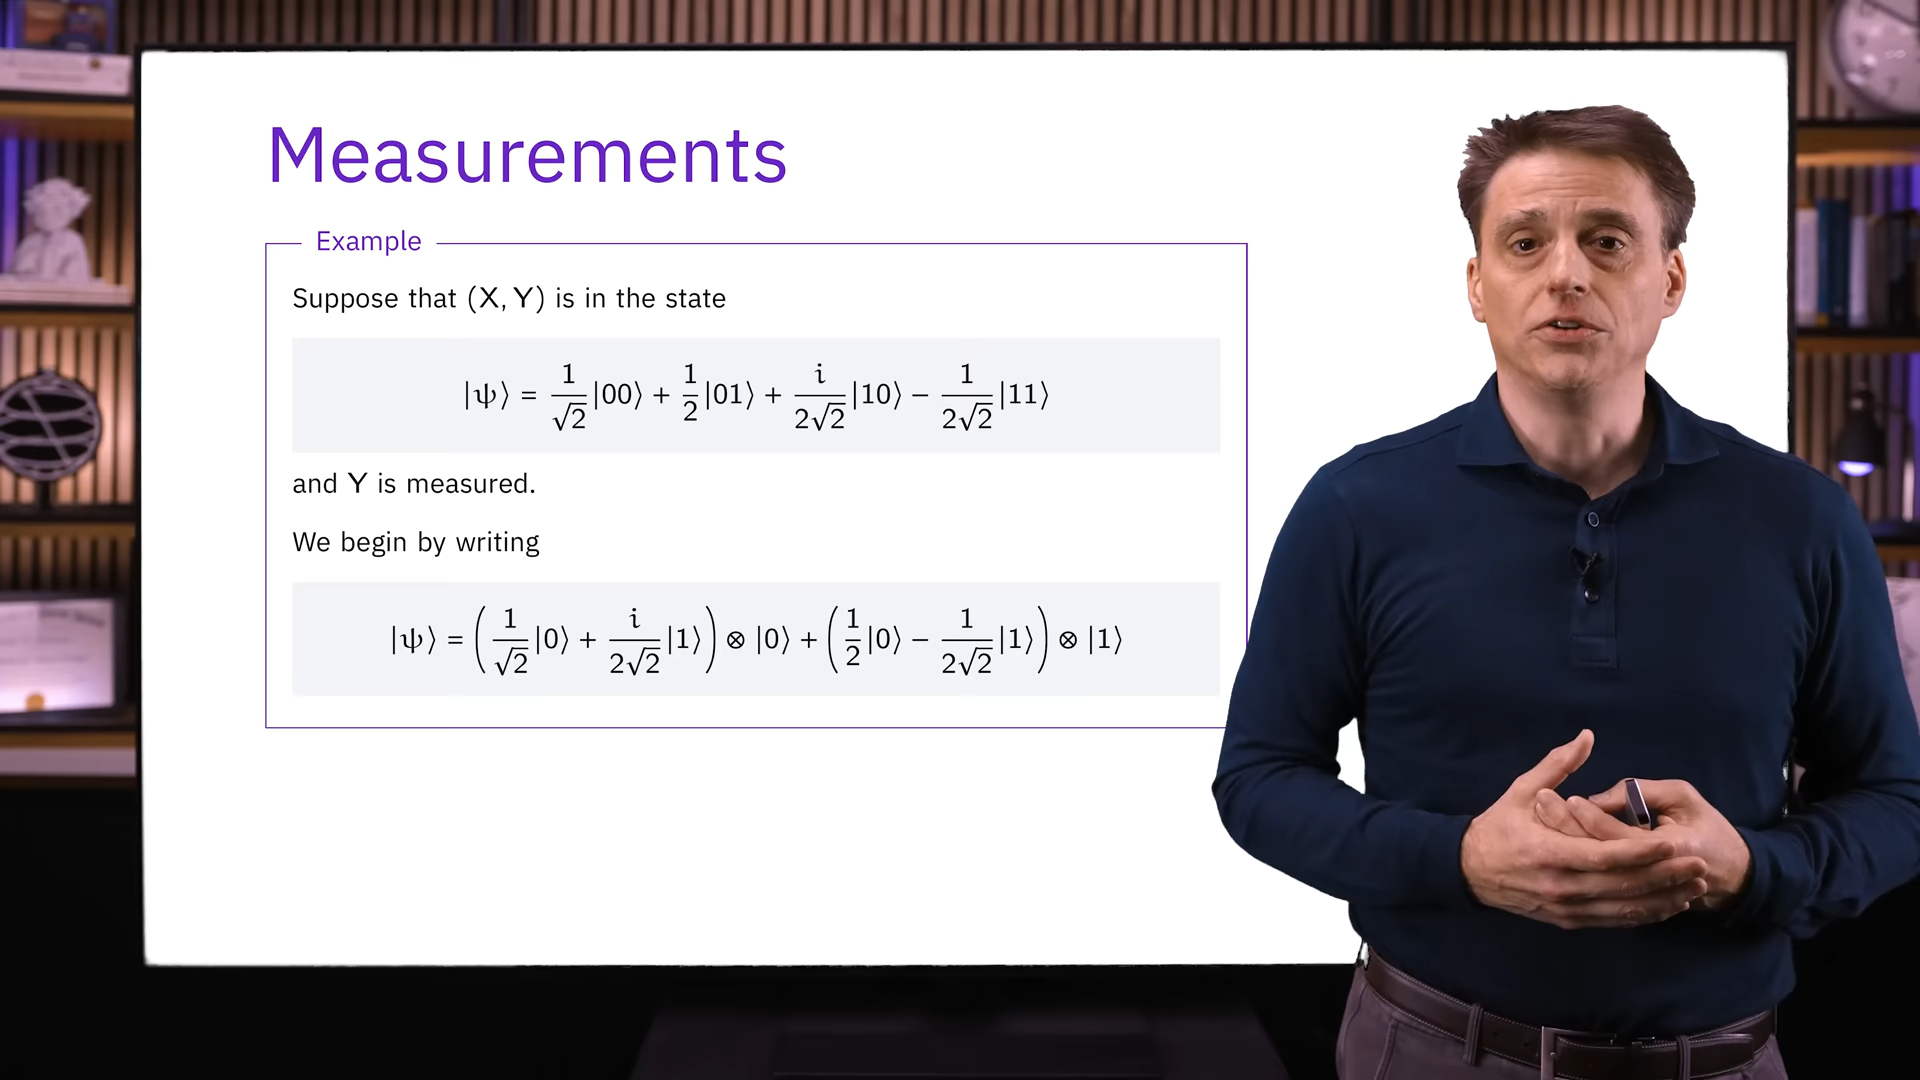 Measurements
Example
Suppose that (X, Y) is in the state
|ψ⟩ = 1/√2 |00⟩ + 1/2 |01⟩ + i/2√2 |10⟩ − 1/2√2 |11⟩
and Y is measured.
We begin by writing
|ψ⟩ = (1/√2 |0⟩ + i/2√2 |1⟩) ⊗ |0⟩ + (1/2 |0⟩ − 1/2√2 |1⟩) ⊗ |1⟩